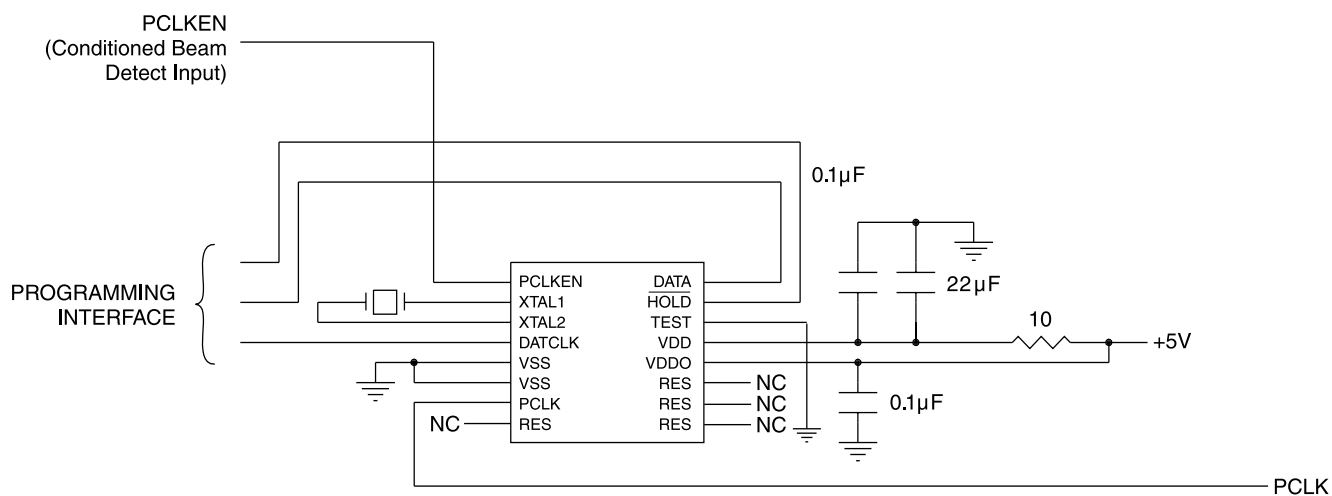 PCLKEN
(Conditioned Beam
Detect Input)
0.1µF
PROGRAMMING
INTERFACE
PCLKEN
XTAL1
XTAL2
DATCLK
VSS
VSS
PCLK
RES
DATA
HOLD
TEST
VDD
VDDO
RES
RES
RES
NC
NC
NC
NC
22µF
10
+5V
0.1µF
PCLK